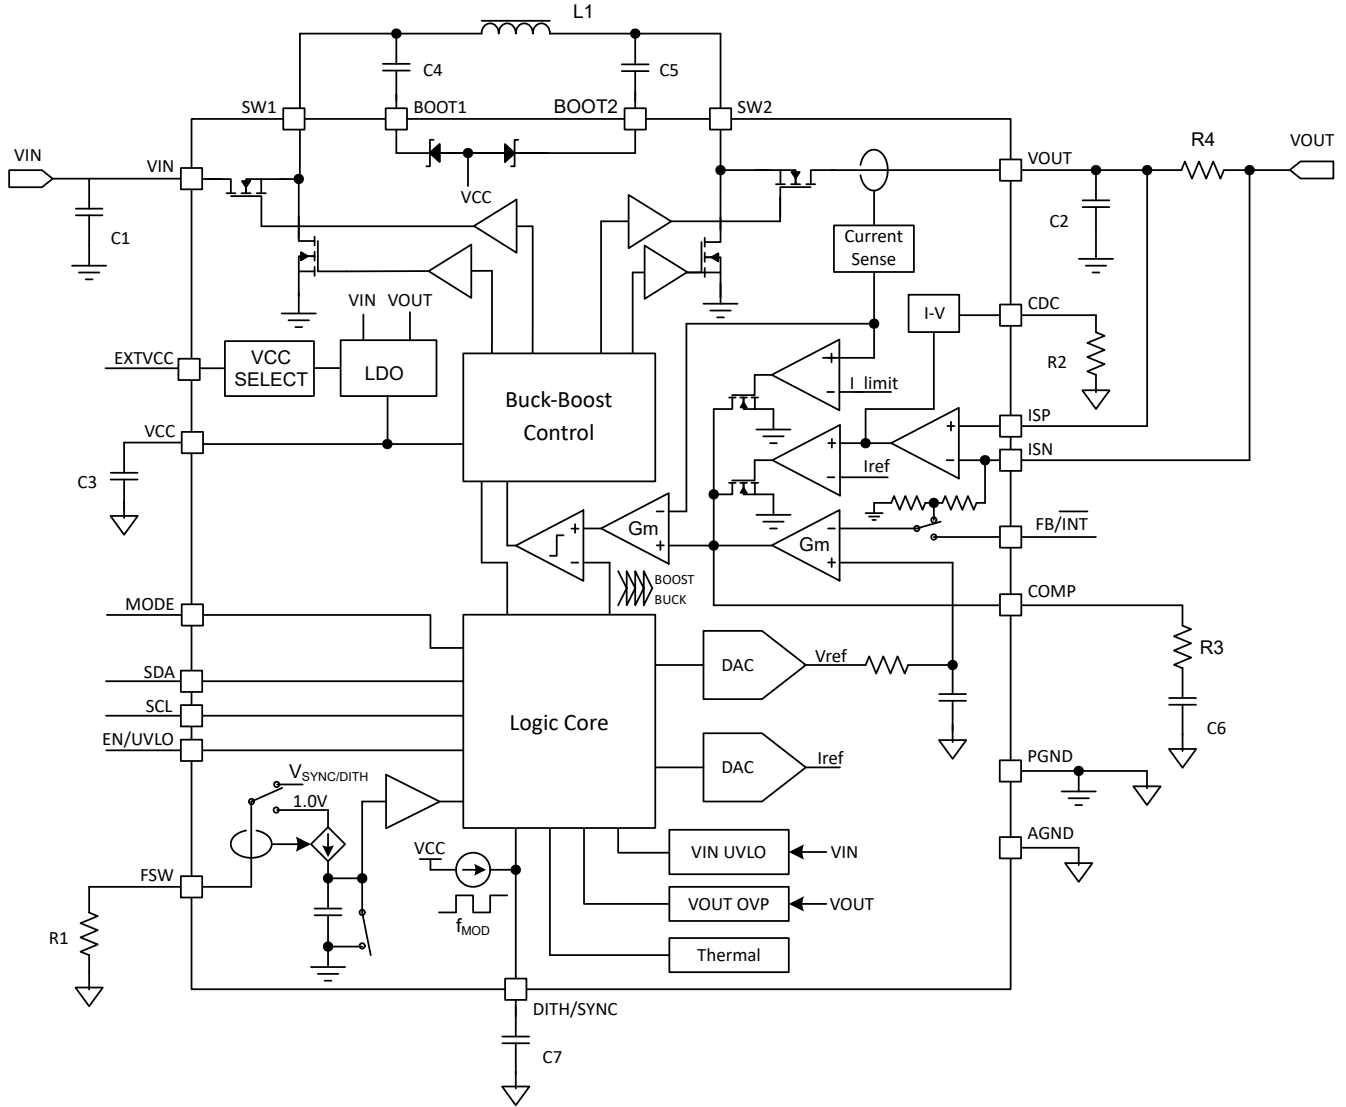 L1
C4
C5
SW1
BOOT1
BOOT2
SW2
VIN
VIN
VCC
VOUT
R4
VOUT
C1
C2
Current
Sense
VIN
VOUT
I-V
CDC
EXTVCC
VCC
SELECT
LDO
R2
Buck-Boost
Control
+
−
I_limit
VCC
C3
ISP
ISN
+
−
Iref
+
−
FB/INT
Gm
−
+
Gm
−
+
+
−
BOOST
BUCK
COMP
MODE
R3
SDA
SCL
EN/UVLO
Logic Core
DAC
Vref
C6
DAC
Iref
PGND
VSYNC/DITH
1.0V
AGND
VCC
VIN UVLO
VIN
FSW
VOUT OVP
VOUT
fMOD
R1
Thermal
DITH/SYNC
C7